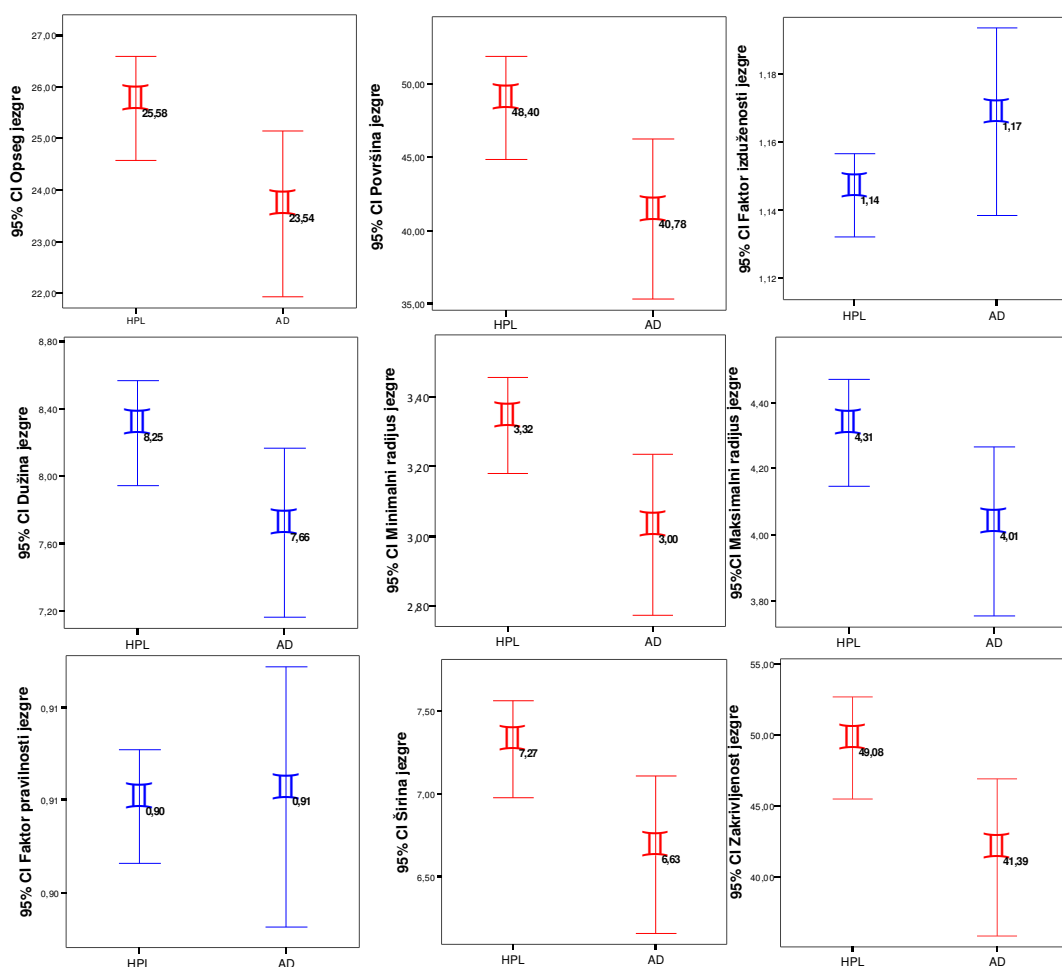 95% CI Opseg jezgre
27,00
26,00
25,00
24,00
23,00
22,00
25,58
23,54
HPL
AD
95% CI Površina jezgre
50,00
45,00
40,00
35,00
48,40
40,78
HPL
AD
95% CI Faktor izduženosti jezgre
1,18
1,16
1,14
1,12
1,14
1,17
HPL
AD
95% CI Dužina jezgre
8,80
8,40
8,00
7,60
7,20
8,25
7,66
HPL
AD
95% CI Minimalni radijus jezgre
3,40
3,20
3,00
2,80
3,32
3,00
HPL
AD
95%CI Maksimalni radijus jezgre
4,40
4,20
4,00
3,80
4,31
4,01
HPL
AD
95% CI Faktor pravilnosti jezgre
0,91
0,91
0,90
0,90
0,91
HPL
AD
95% CI Širina jezgre
7,50
7,00
6,50
7,27
6,63
HPL
AD
95% CI Zakrivljenost jezgre
55,00
50,00
45,00
40,00
49,08
41,39
HPL
AD